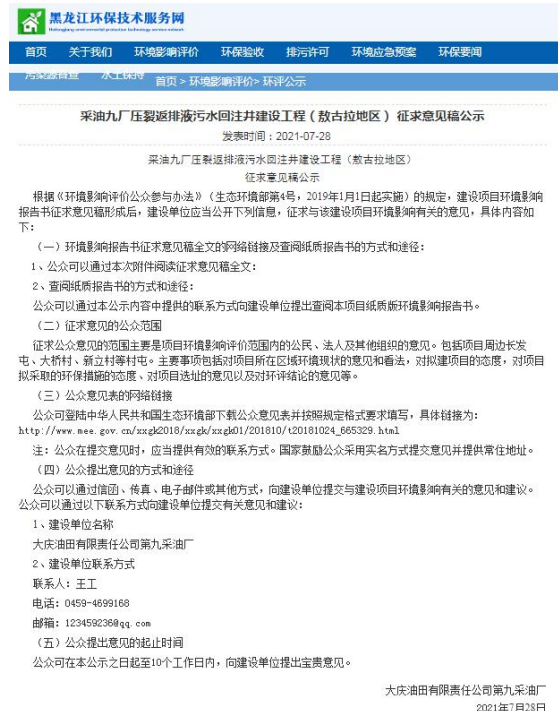 黑龙江环保技术服务网
Heilongjiang environmental protection technology service network
首页 关于我们 环境影响评价 环保验收 排污许可 环境应急预案 环保要闻
污染源普查 水土保持 首页 > 环境影响评价> 环评公示
采油九厂压裂返排液污水回注井建设工程（敖古拉地区） 征求意见稿公示
发表时间：2021-07-28
采油九厂压裂返排液污水回注井建设工程（敖古拉地区）
征求意见稿公示
根据《环境影响评价公众参与办法》（生态环境部第4号，2019年1月1日起实施）的规定，建设项目环境影响
报告书征求意见稿形成后，建设单位应当公开下列信息，征求与该建设项目环境影响有关的意见，具体内容如
下：
（一）环境影响报告书征求意见稿全文的网络链接及查阅纸质报告书的方式和途径：
1、公众可以通过本次附件阅读征求意见稿全文：
2、查阅纸质报告书的方式和途径：
公众可以通过本公示内容中提供的联系方式向建设单位提出查阅本项目纸质版环境影响报告书。
（二）征求意见的公众范围
征求公众意见的范围主要是项目环境影响评价范围内的公民、法人及其他组织的意见。包括项目周边长发
屯、大桥村、新立村等村屯。主要事项包括对项目所在区域环境现状的意见和看法，对拟建项目的态度，对项目
拟采取的环保措施的态度、对项目选址的意见以及对环评结论的意见等。
（三）公众意见表的网络链接
公众可登陆中华人民共和国生态环境部下载公众意见表并按照规定格式要求填写，具体链接为：
http://www.mee.gov.cn/xxgk2018/xxgk/xxgk01/201810/t20181024_665329.html
注：公众在提交意见时，应当提供有效的联系方式。国家鼓励公众采用实名方式提交意见并提供常住地址。
（四）公众提出意见的方式和途径
公众可以通过信函、传真、电子邮件或其他方式，向建设单位提交与建设项目环境影响有关的意见和建议。
公众可以通过以下联系方式向建设单位提交有关意见和建议：
1、建设单位名称
大庆油田有限责任公司第九采油厂
2、建设单位联系方式
联系人：王工
电话：0459-4699168
邮箱：123459236@qq.com
（五）公众提出意见的起止时间
公众可在本公示之日起至10个工作日内，向建设单位提出宝贵意见。
大庆油田有限责任公司第九采油厂
2021年7月28日